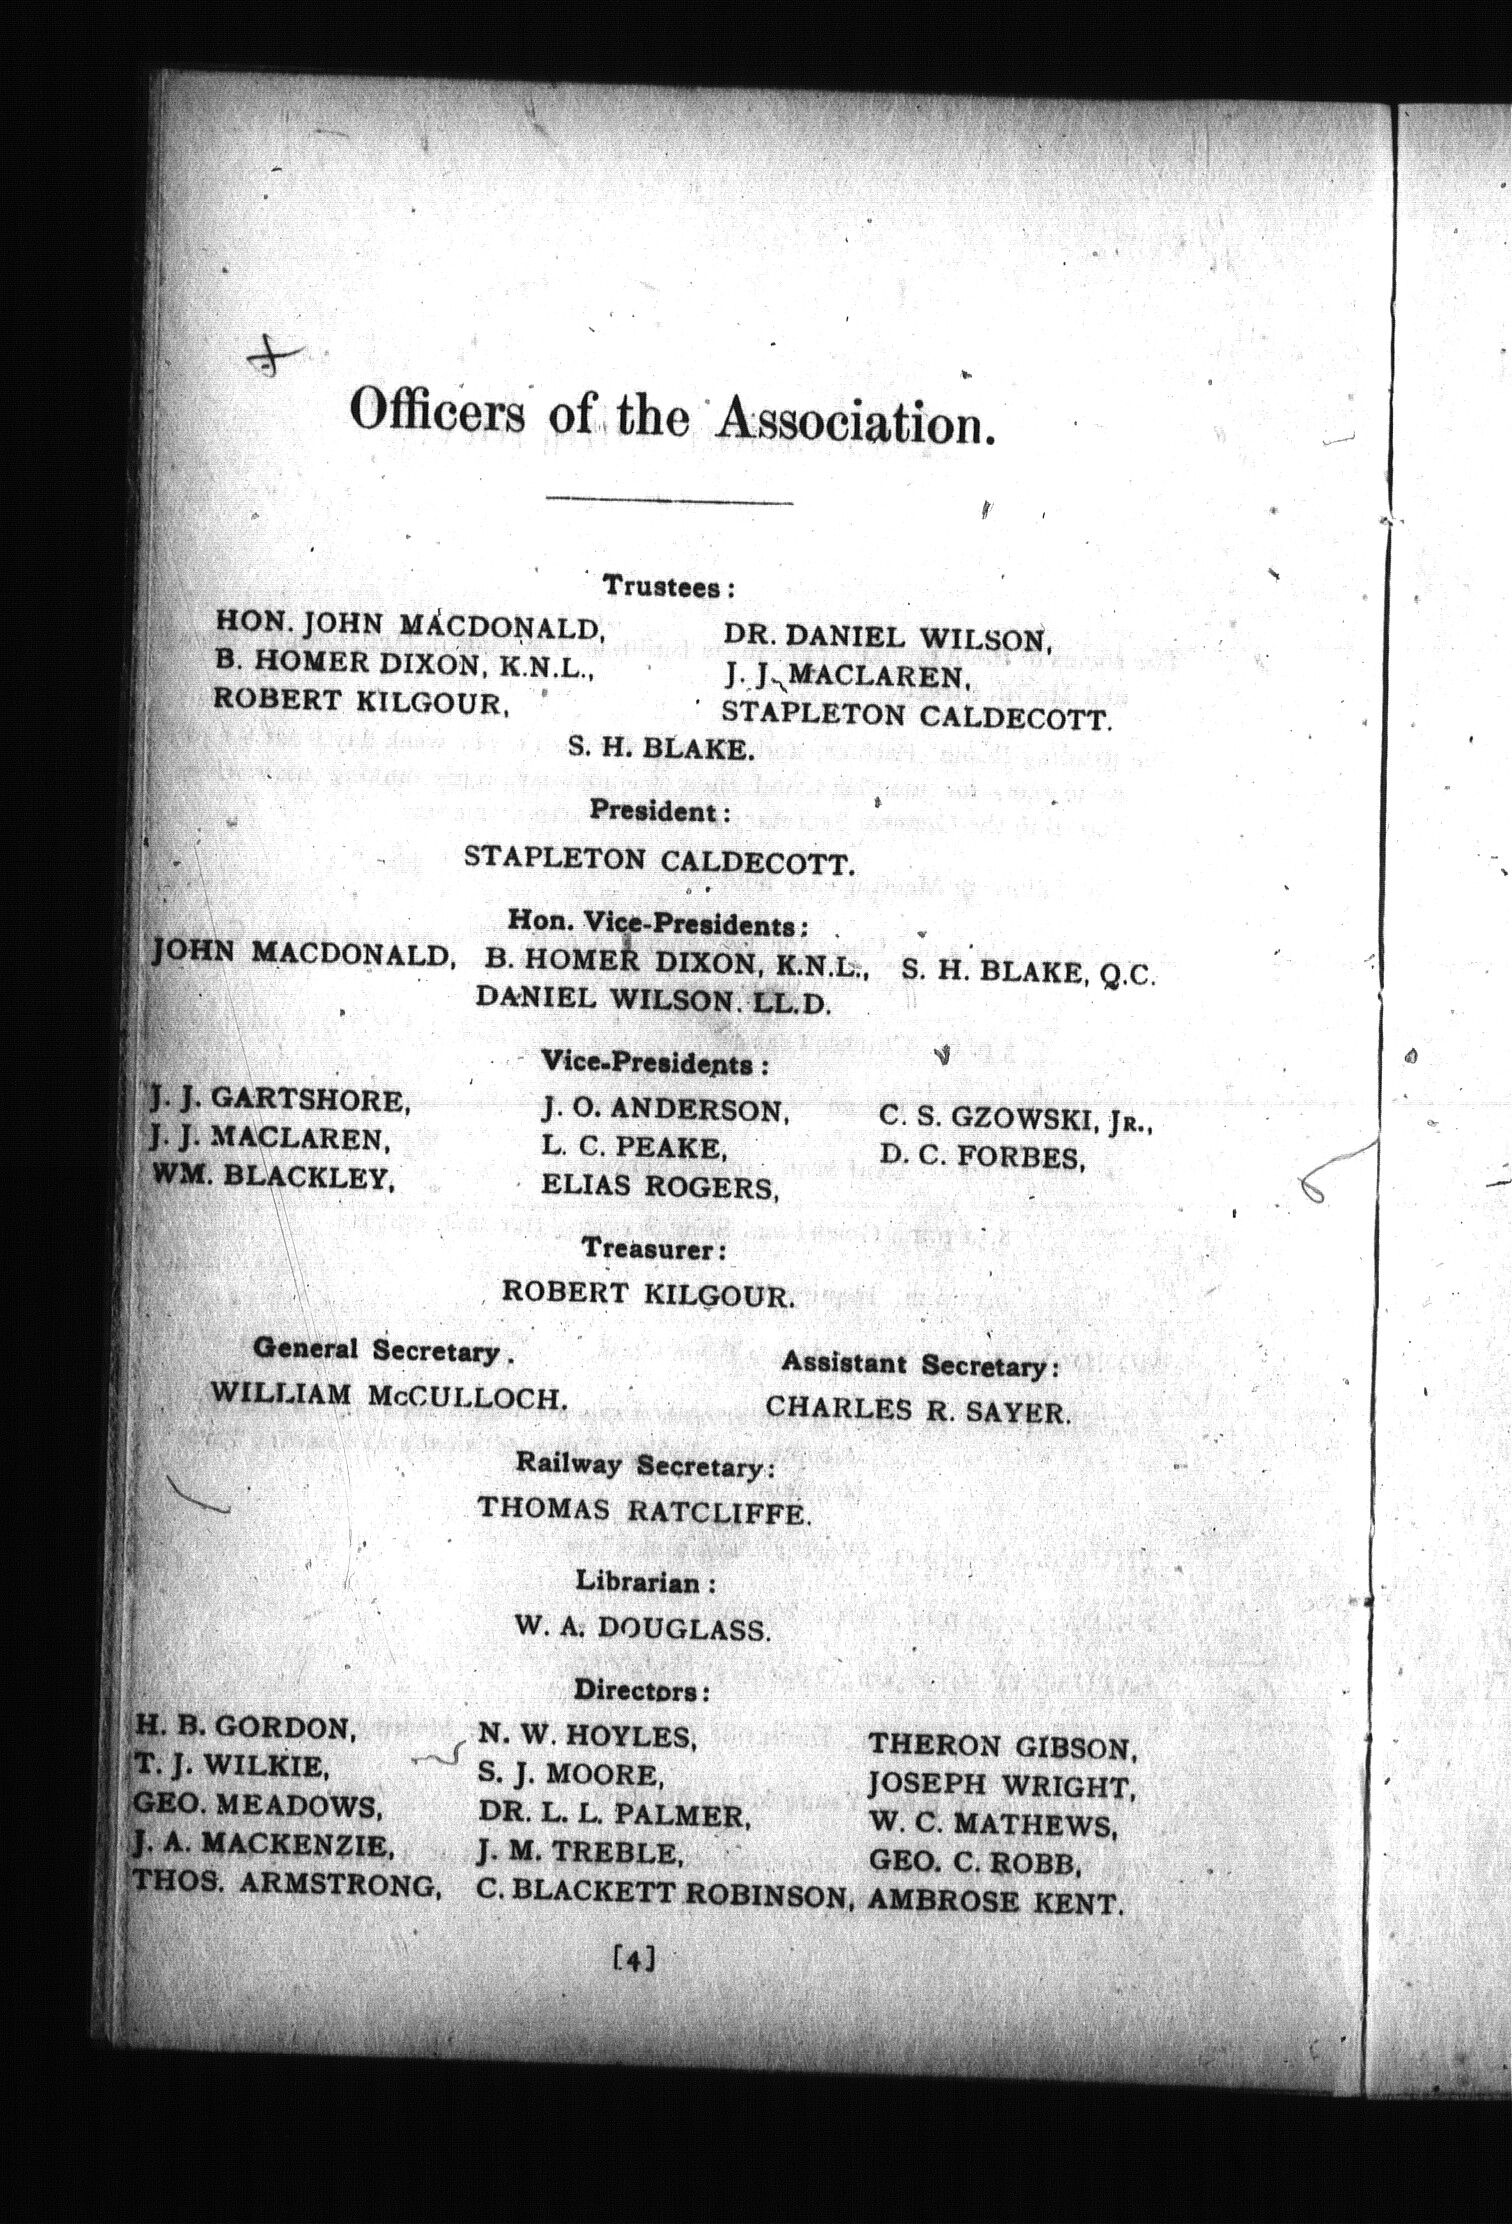 Officers of the Association.
Trustees:
HON. JOHN MACDONALD, DR. DANIEL WILSON,
B. HOMER DIXON, K.N.L., J. J. MACLAREN,
ROBERT KILGOUR, STAPLETON CALDECOTT.
S. H. BLAKE.
President:
STAPLETON CALDECOTT.
Hon. Vice-Presidents:
JOHN MACDONALD, B. HOMER DIXON, K.N.L., S. H. BLAKE, Q.C.
DANIEL WILSON. LL.D.
Vice-Presidents:
J. J. GARTSHORE, J. O. ANDERSON, C. S. GZOWSKI, JR.,
J. J. MACLAREN, L. C. PEAKE, D. C. FORBES,
WM. BLACKLEY, ELIAS ROGERS,
Treasurer:
ROBERT KILGOUR.
General Secretary. Assistant Secretary:
WILLIAM McCULLOCH. CHARLES R. SAYER.
Railway Secretary:
THOMAS RATCLIFFE.
Librarian:
W. A. DOUGLASS.
Directors:
H. B. GORDON, N. W. HOYLES, THERON GIBSON,
T. J. WILKIE, S. J. MOORE, JOSEPH WRIGHT,
GEO. MEADOWS, DR. L. L. PALMER, W. C. MATHEWS,
J. A. MACKENZIE, J. M. TREBLE, GEO. C. ROBB,
THOS. ARMSTRONG, C. BLACKETT ROBINSON, AMBROSE KENT.
[4]